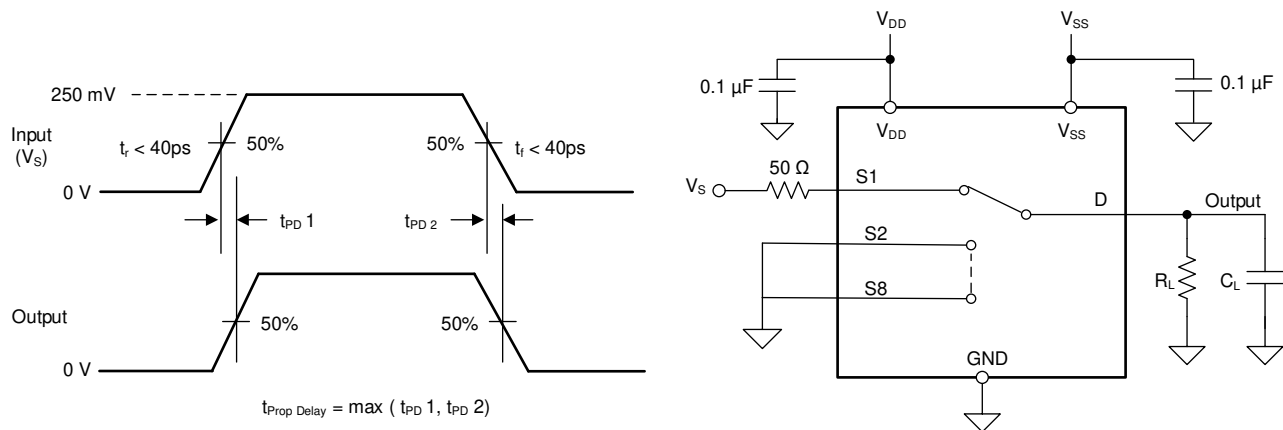 250 mV
Input
(VS)
tr < 40ps
50%
50%
tf < 40ps
0 V
tPD 1
tPD 2
Output
50%
50%
0 V
tProp Delay = max ( tPD 1, tPD 2)
VDD
VSS
0.1 µF
0.1 µF
VDD
VSS
50 Ω
VS
S1
D
Output
S2
S8
RL
CL
GND